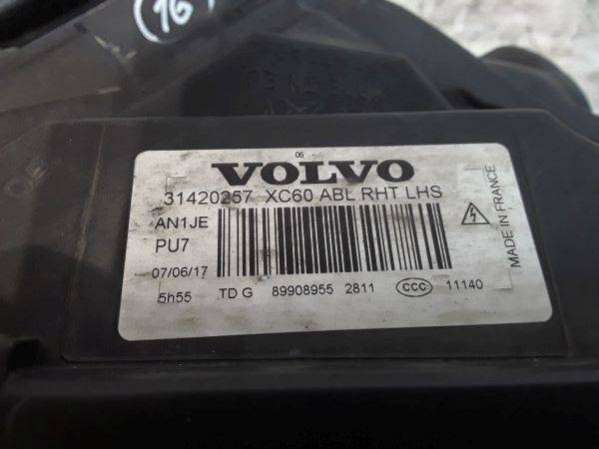 (16)
05
VOLVO
31420257 XC60 ABL RHT LHS
AN1JE
PU7
07/06/17
5h55 TD G 89908955 2811 CCC 11140
MADE IN FRANCE